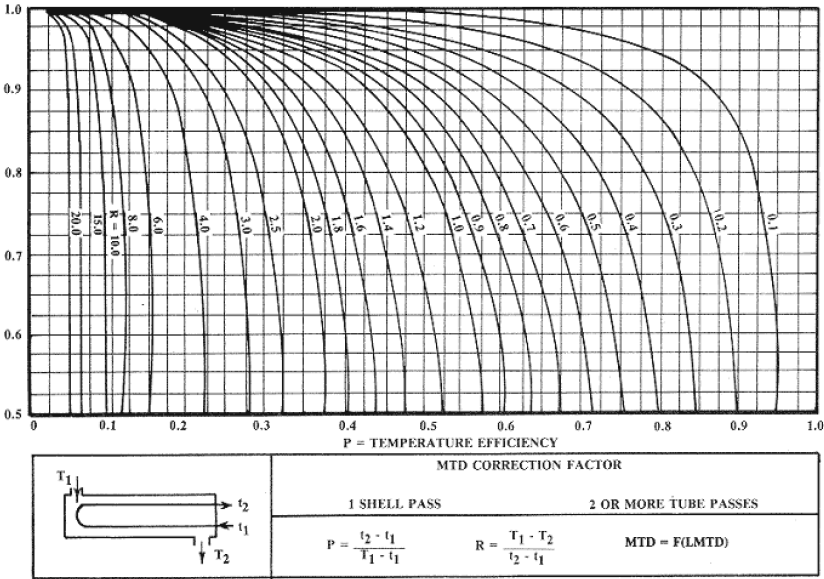 1.0
0.9
0.8
0.7
0.6
0.5
20.0
15.0
R = 10.0
8.0
6.0
4.0
3.0
2.5
2.0
1.8
1.6
1.4
1.2
1.0
0.9
0.8
0.7
0.6
0.5
0.4
0.3
0.2
0.1
0 0.1 0.2 0.3 0.4 0.5 0.6 0.7 0.8 0.9 1.0
P = TEMPERATURE EFFICIENCY
MTD CORRECTION FACTOR
1 SHELL PASS 2 OR MORE TUBE PASSES
T1
t2
t1
T2
P = t2 - t1 / T1 - t1
R = T1 - T2 / t2 - t1
MTD = F(LMTD)